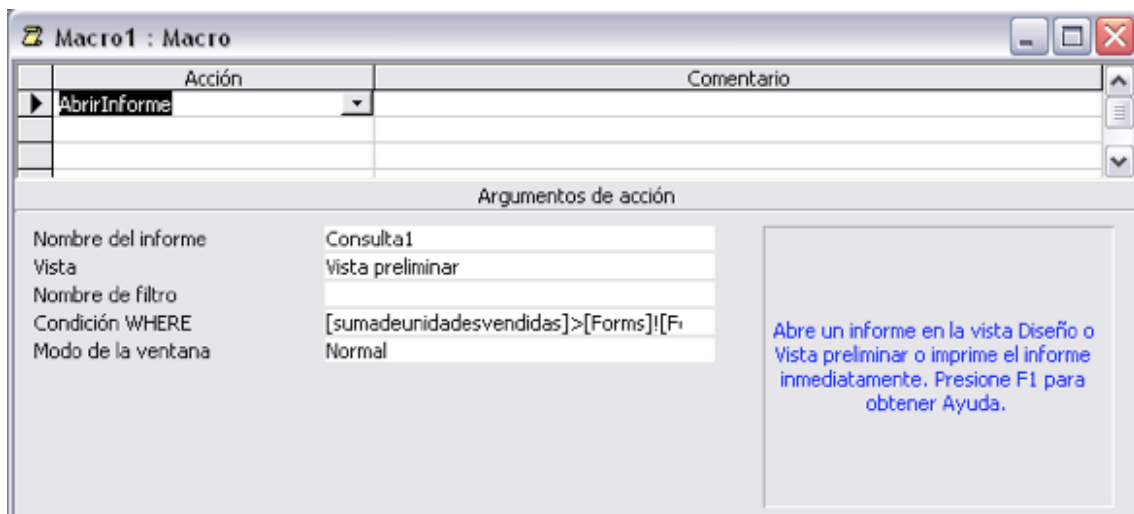 Macro1 : Macro
Acción Comentario
AbrirInforme
Argumentos de acción
Nombre del informe Consulta1
Vista Vista preliminar
Nombre de filtro
Condición WHERE [sumadeunidadesvendidas]>[Forms]![F
Modo de la ventana Normal
Abre un informe en la vista Diseño o
Vista preliminar o imprime el informe
inmediatamente. Presione F1 para
obtener Ayuda.